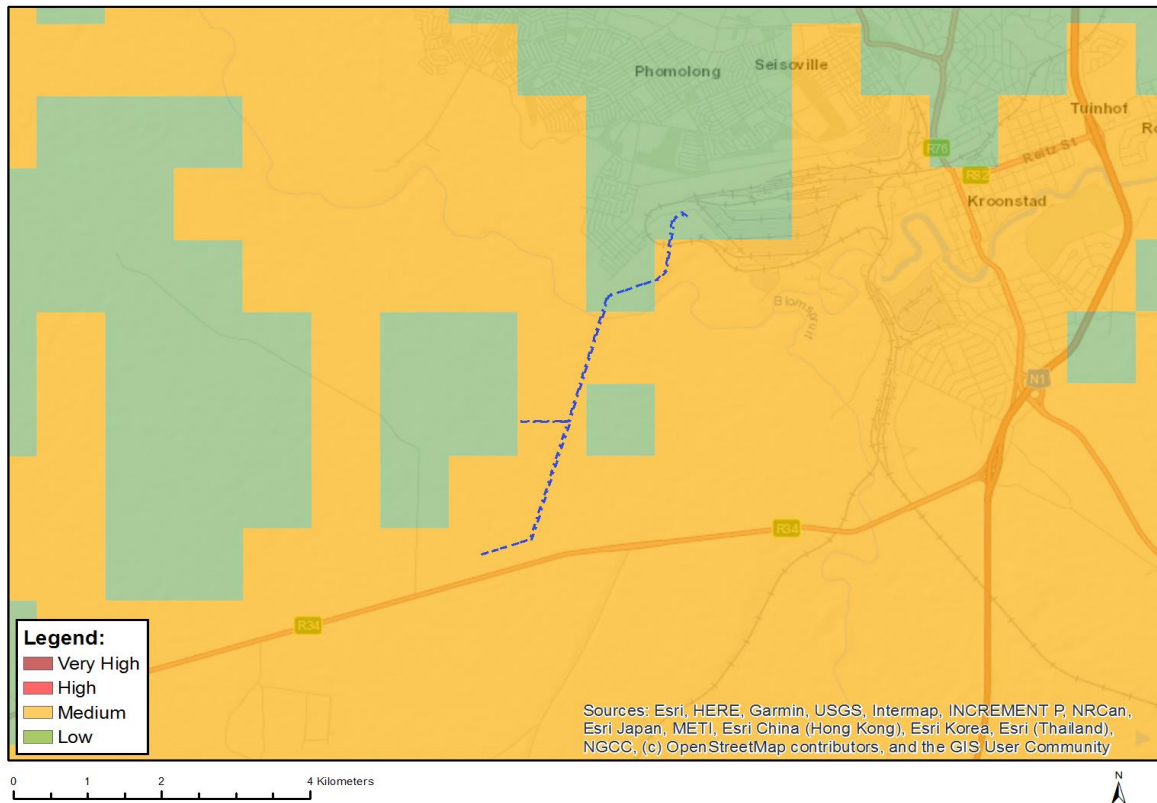 Phomolong
Seisoville
Tuinhof
Ro
R76
Reitz St
R82
Kroonstad
Blomspruit
N1
R34
R34
Legend:
Very High
High
Medium
Low
Sources: Esri, HERE, Garmin, USGS, Intermap, INCREMENT P, NRCan,
Esri Japan, METI, Esri China (Hong Kong), Esri Korea, Esri (Thailand),
NGCC, (c) OpenStreetMap contributors, and the GIS User Community
0 1 2 4 Kilometers
N